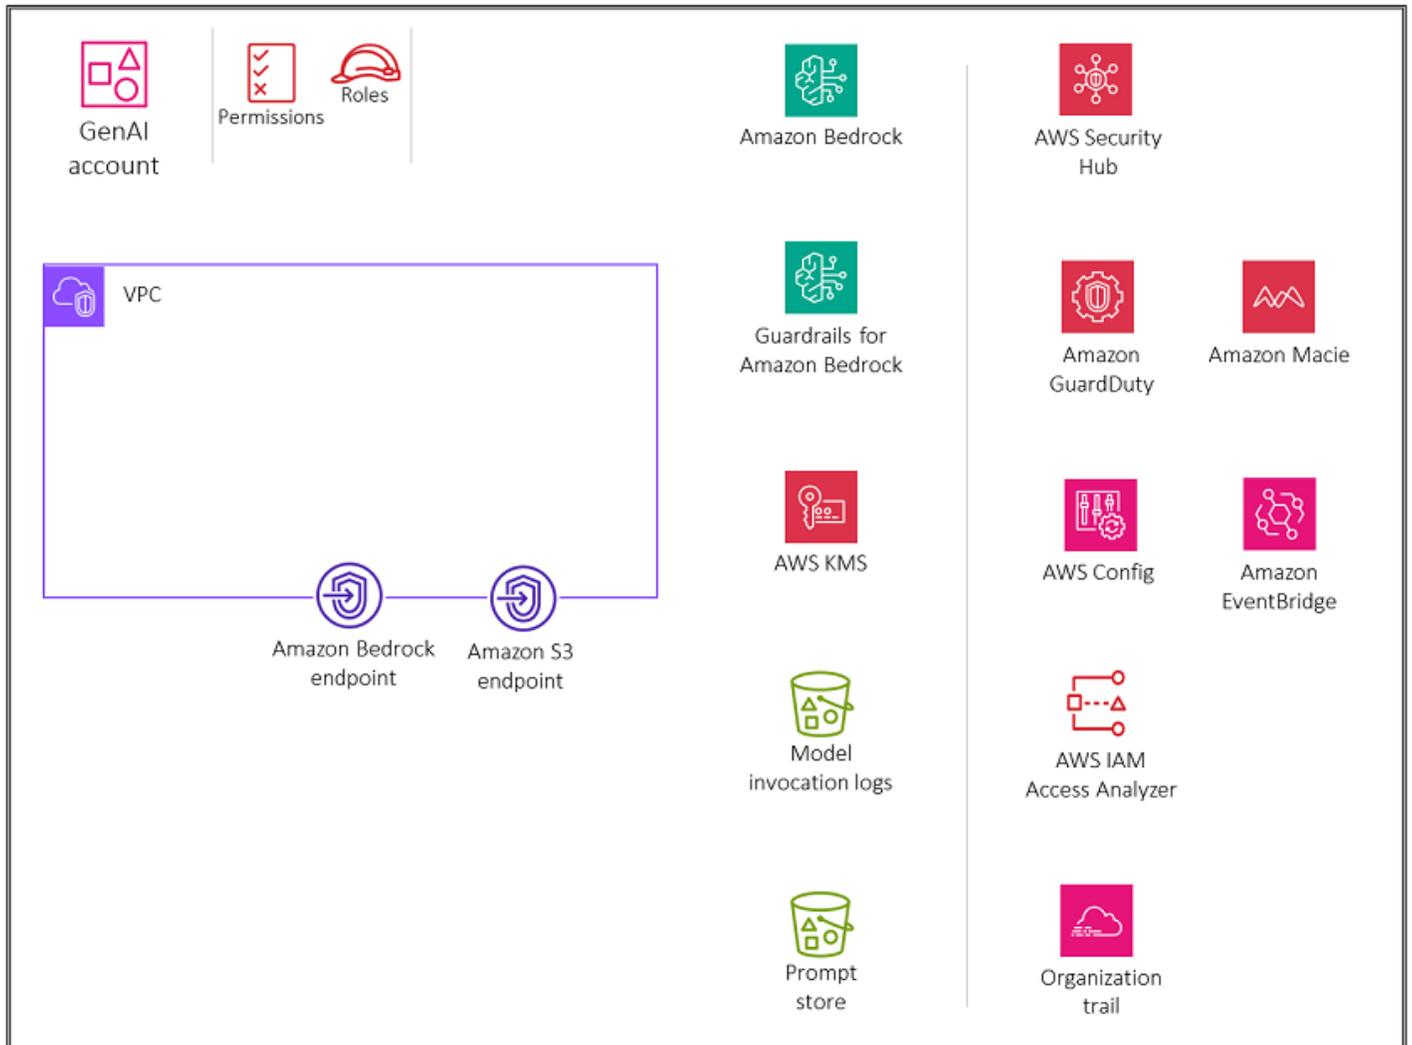 GenAI
account
Permissions
Roles
VPC
Amazon Bedrock
endpoint
Amazon S3
endpoint
Amazon Bedrock
Guardrails for
Amazon Bedrock
AWS KMS
Model
invocation logs
Prompt
store
AWS Security
Hub
Amazon
GuardDuty
Amazon Macie
AWS Config
Amazon
EventBridge
AWS IAM
Access Analyzer
Organization
trail